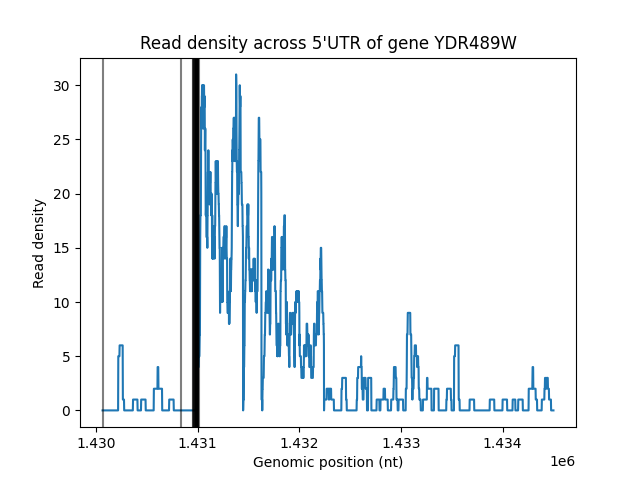 Read density across 5'UTR of gene YDR489W
Read density
30
25
20
15
10
5
0
1.430 1.431 1.432 1.433 1.434
1e6
Genomic position (nt)